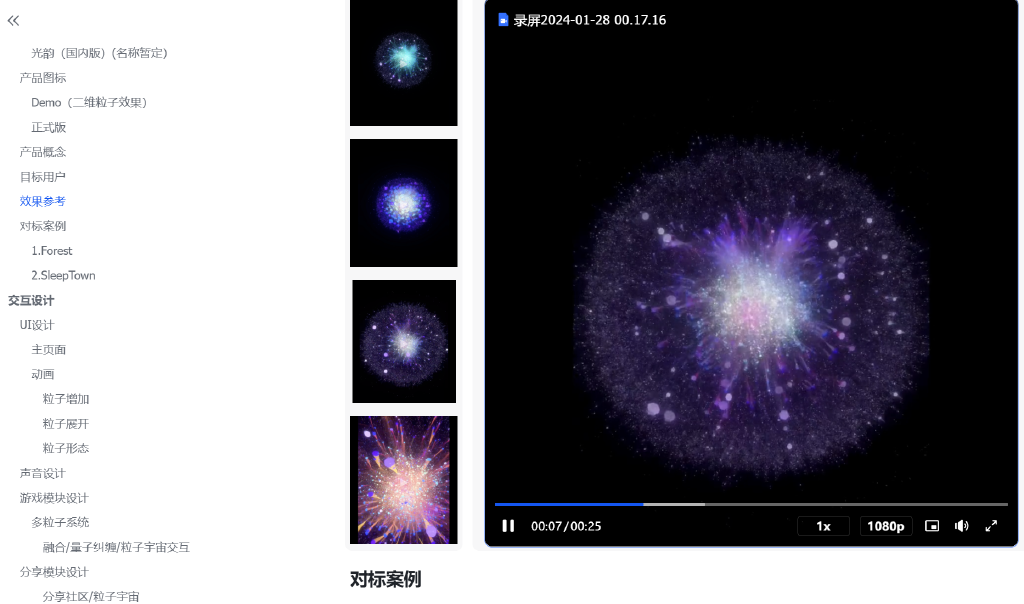 光韵（国内版）(名称暂定)
产品图标
Demo（二维粒子效果）
正式版
产品概念
目标用户
效果参考
对标案例
1.Forest
2.SleepTown
交互设计
UI设计
主页面
动画
粒子增加
粒子展开
粒子形态
声音设计
游戏模块设计
多粒子系统
融合/量子纠缠/粒子宇宙交互
分享模块设计
分享社区/粒子宇宙
录屏2024-01-28 00.17.16
00:07/00:25
1x
1080p
对标案例